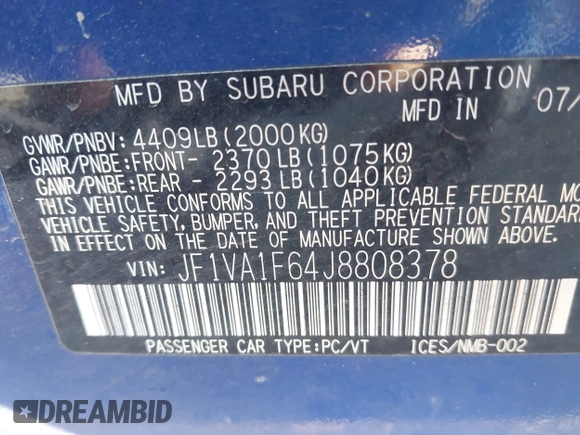 MFD BY SUBARU CORPORATION
MFD IN 07/
GVWR/PNBV: 4409LB(2000KG)
GAWR/PNBE:FRONT- 2370 LB(1075KG)
GAWR/PNBE:REAR - 2293 LB(1040KG)
THIS VEHICLE CONFORMS TO ALL APPLICABLE FEDERAL MO
VEHICLE SAFETY, BUMPER, AND THEFT PREVENTION STANDAR
IN EFFECT ON THE DATE OF MANUFACTURE SHOWN ABOVE.
VIN: JF1VA1F64J8808378
PASSENGER CAR TYPE:PC/VT ICES/NMB-002
DREAMBID